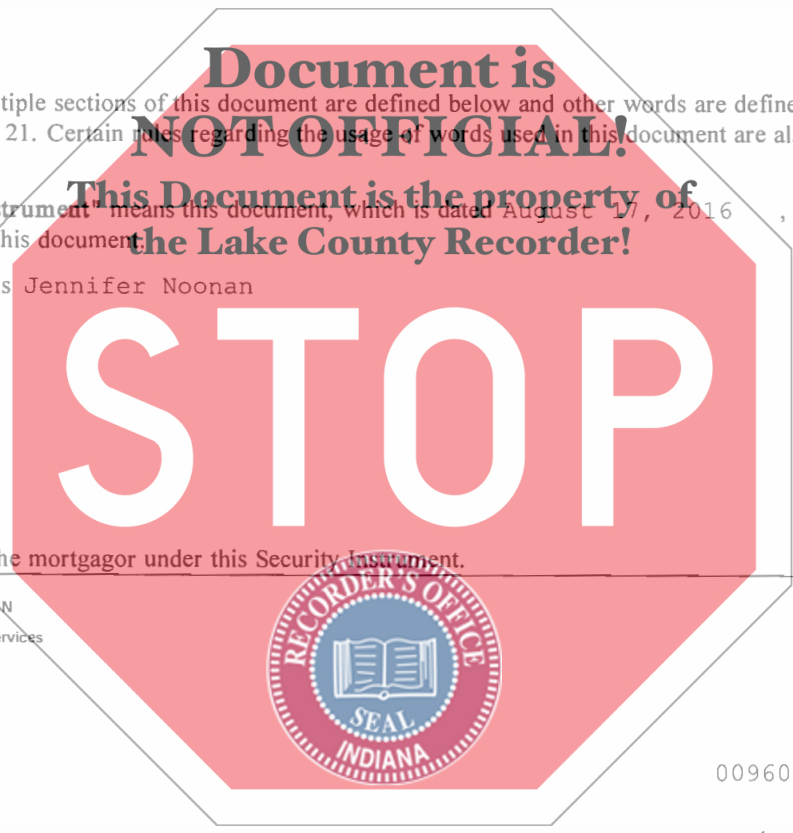 Document is
tiple sections of this document are defined below and other words are define
21. Certain rules regarding the usage of words used in this document are al
NOT OFFICIAL!
This Document is the property of
trument" means this document, which is dated August 17, 2016 ,
the Lake County Recorder!
his document.
s Jennifer Noonan
STOP
he mortgagor under this Security Instrument.
N
ervices
RECORDER'S OFFICE
SEAL
INDIANA
00960